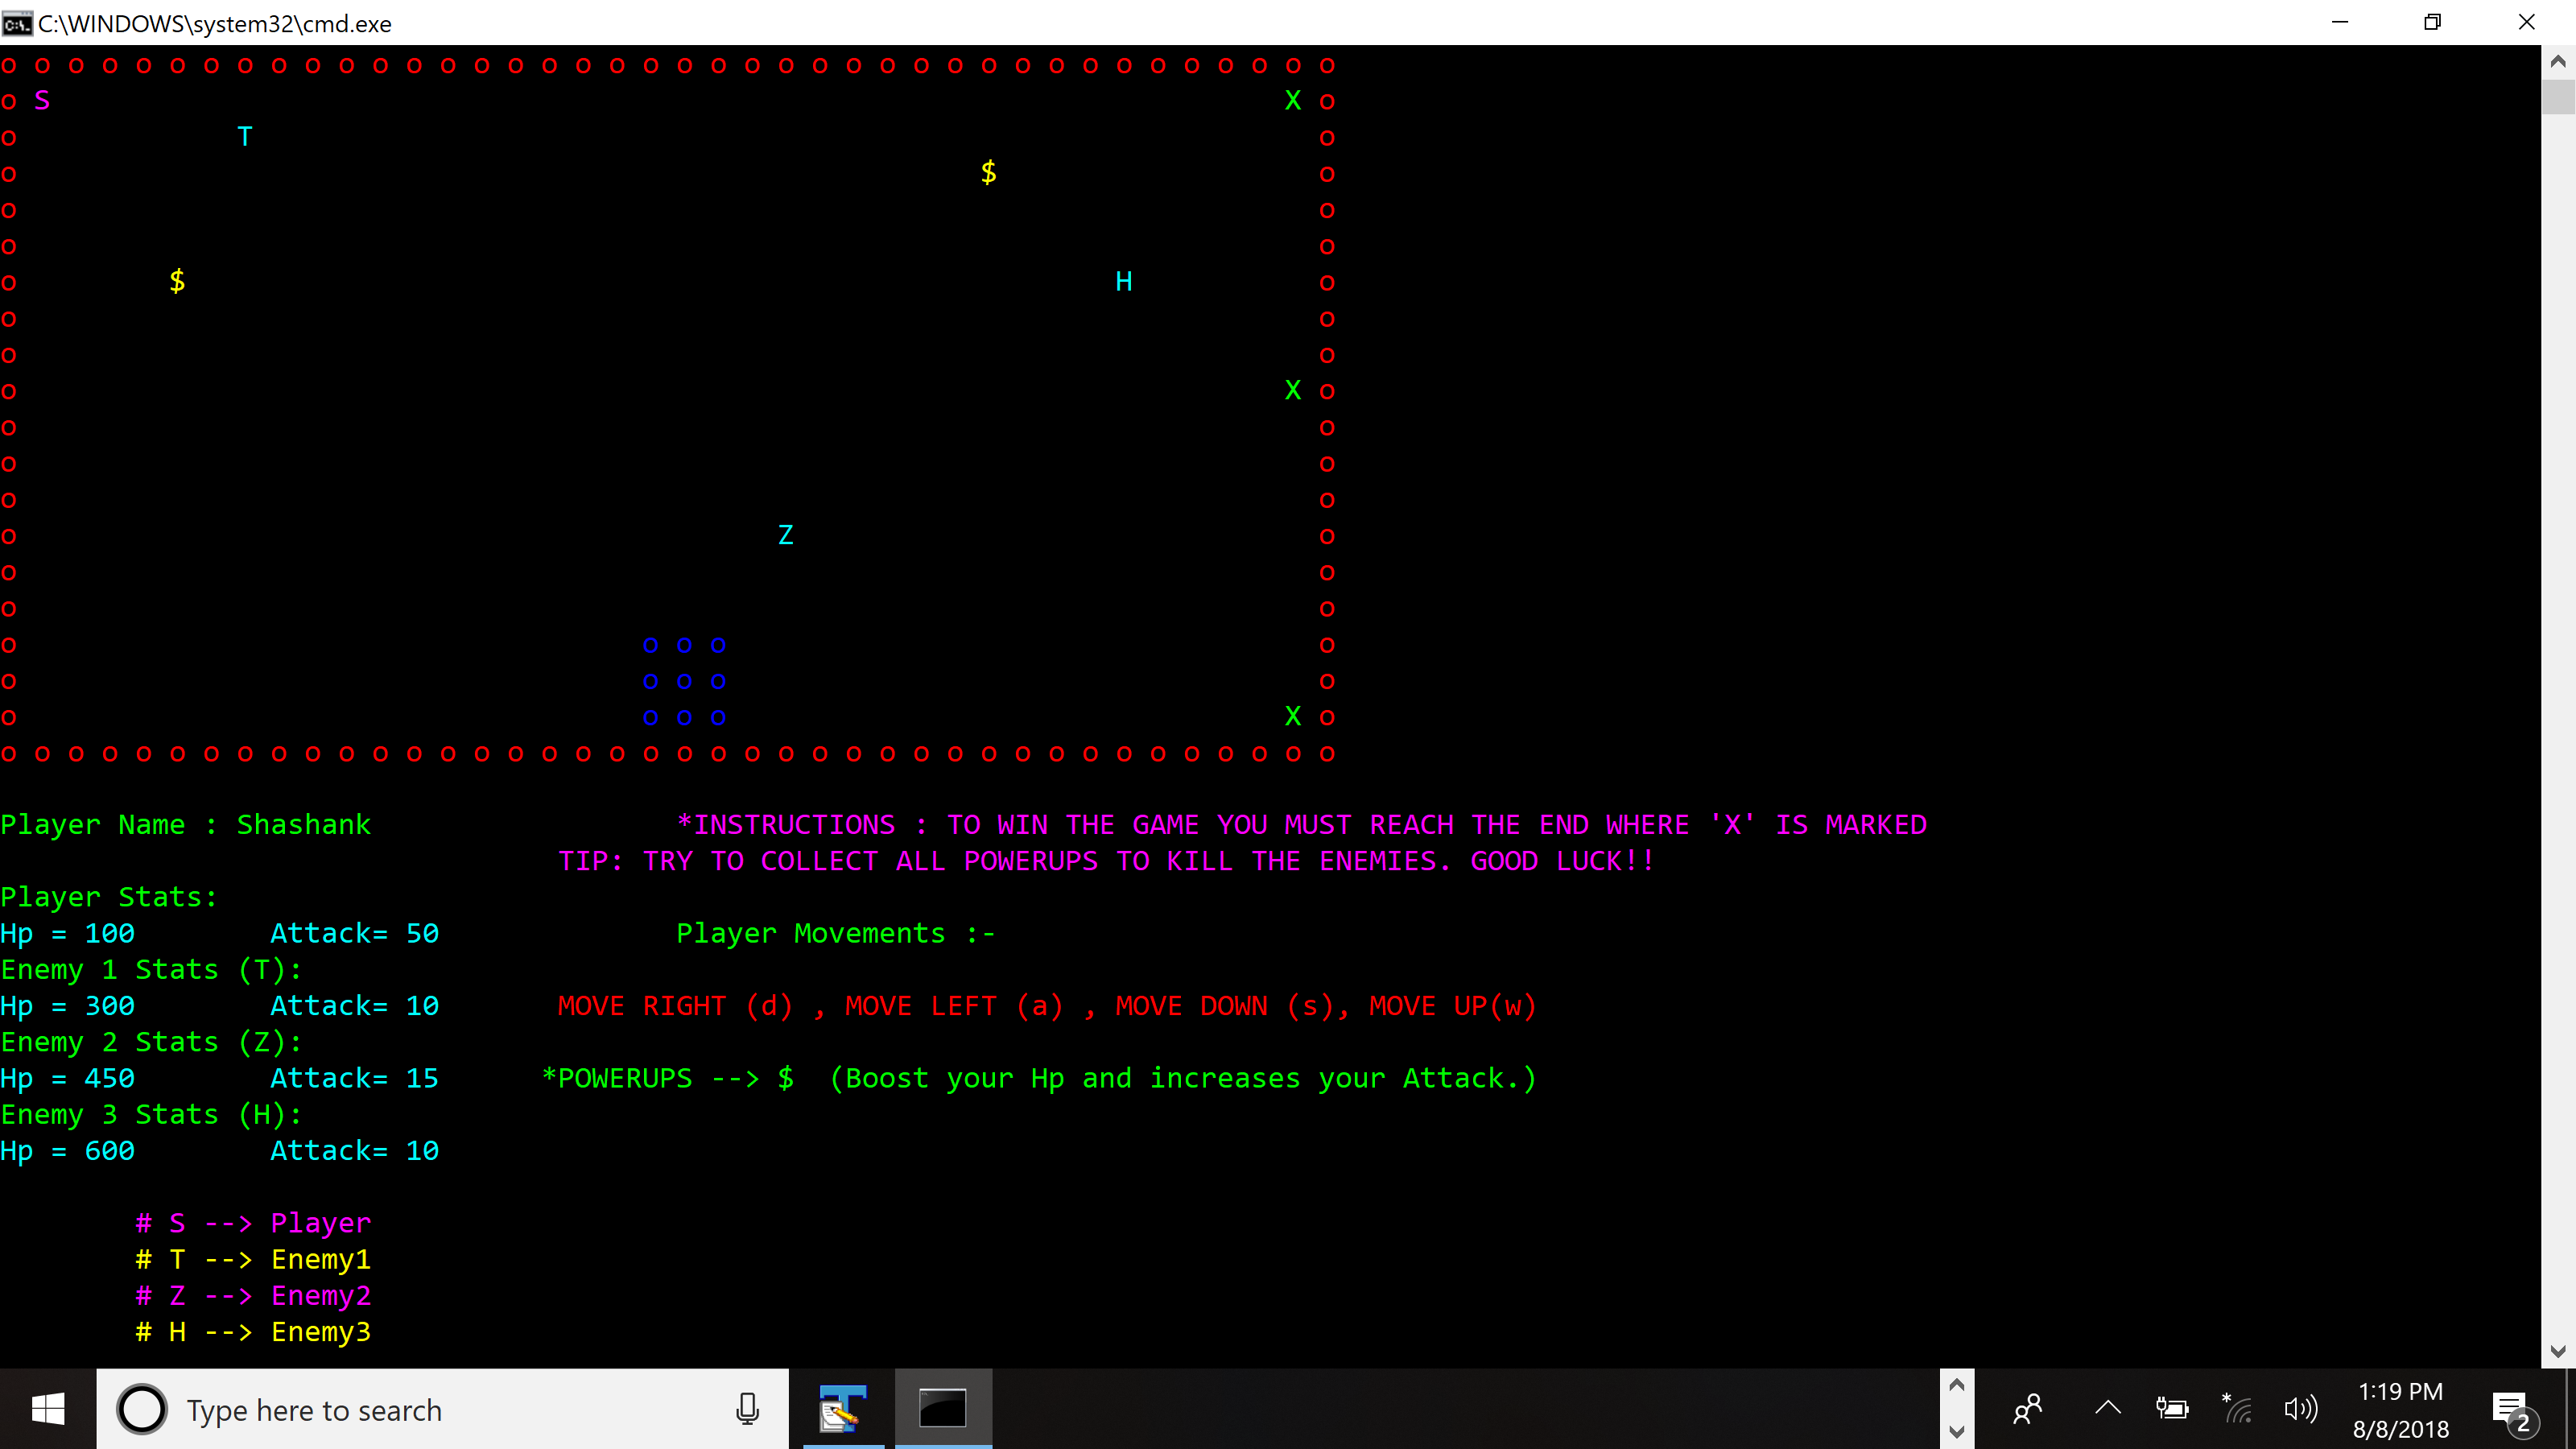 C:\WINDOWS\system32\cmd.exe
o o o o o o o o o o o o o o o o o o o o o o o o o o o o o o o o o o o o o o o o
o S X o
o T o
o $ o
o o
o o
o $ H o
o o
o o
o X o
o o
o o
o o
o Z o
o o
o o
o o o o o
o o o o o
o o o o X o
o o o o o o o o o o o o o o o o o o o o o o o o o o o o o o o o o o o o o o o o
Player Name : Shashank *INSTRUCTIONS : TO WIN THE GAME YOU MUST REACH THE END WHERE 'X' IS MARKED
TIP: TRY TO COLLECT ALL POWERUPS TO KILL THE ENEMIES. GOOD LUCK!!
Player Stats:
Hp = 100 Attack= 50 Player Movements :-
Enemy 1 Stats (T):
Hp = 300 Attack= 10 MOVE RIGHT (d) , MOVE LEFT (a) , MOVE DOWN (s), MOVE UP(w)
Enemy 2 Stats (Z):
Hp = 450 Attack= 15 *POWERUPS --> $ (Boost your Hp and increases your Attack.)
Enemy 3 Stats (H):
Hp = 600 Attack= 10
# S --> Player
# T --> Enemy1
# Z --> Enemy2
# H --> Enemy3
Type here to search
1:19 PM
8/8/2018
2